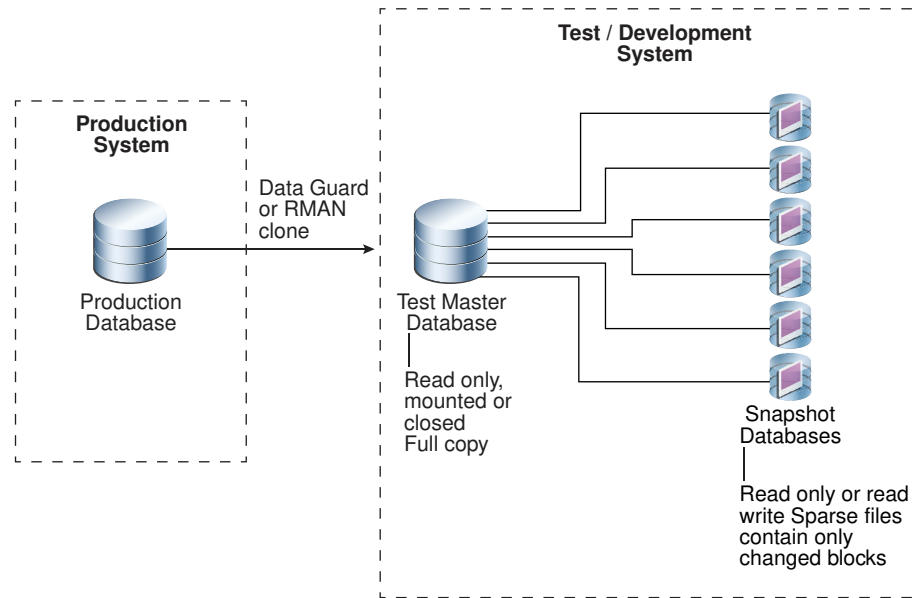 Test / Development
System
Production
System
Data Guard
or RMAN
clone
Production
Database
Test Master
Database
Read only,
mounted or
closed
Full copy
Snapshot
Databases
Read only or read
write Sparse files
contain only
changed blocks